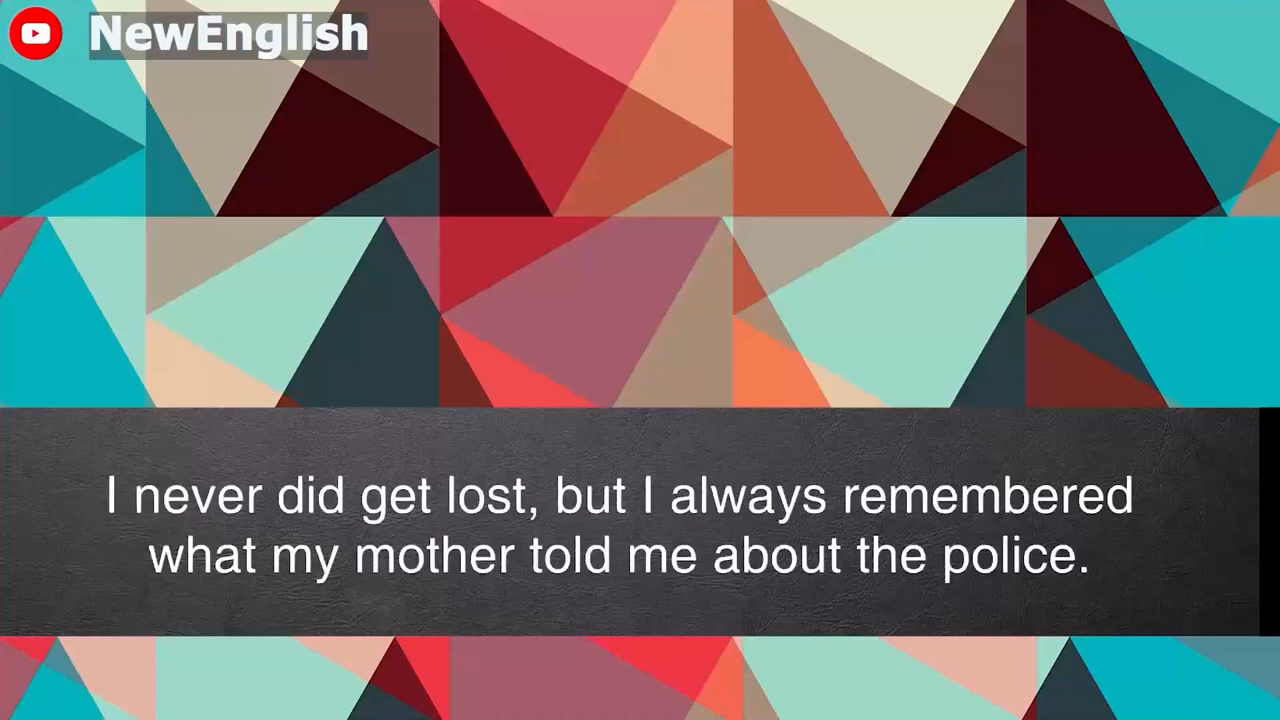 NewEnglish
I never did get lost, but I always remembered
what my mother told me about the police.